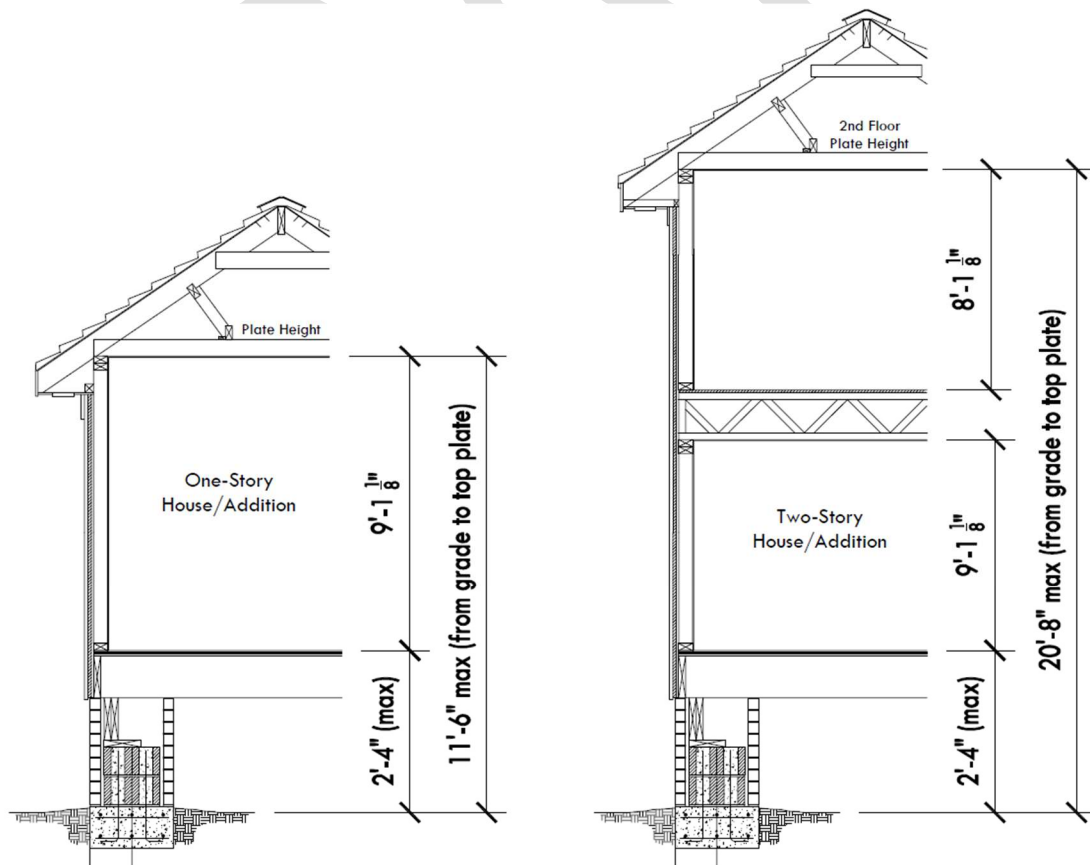 Plate Height
One-Story
House/Addition
9'-1 1/8"
2'-4" (max)
11'-6" max (from grade to top plate)
2nd Floor
Plate Height
8'-1 1/8"
Two-Story
House/Addition
9'-1 1/8"
2'-4" (max)
20'-8" max (from grade to top plate)